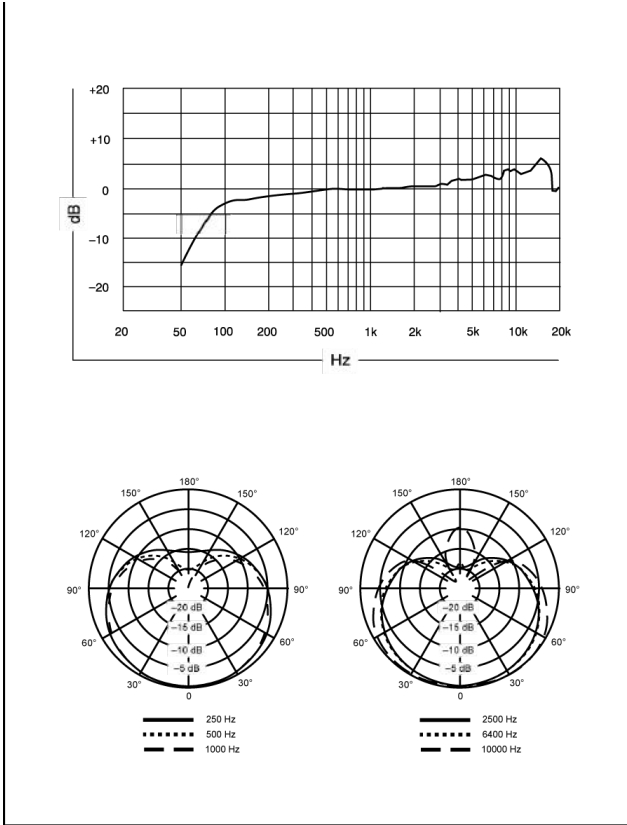 +20
+10
0
dB
–10
–20
20 50 100 200 500 1k 2k 5k 10k 20k
Hz
180°
150° 150°
120° 120°
90° 90°
–20 dB
–15 dB
60° 60°
–10 dB
–5 dB
30° 30°
0
250 Hz
500 Hz
1000 Hz
180°
150° 150°
120° 120°
90° 90°
–20 dB
–15 dB
60° 60°
–10 dB
–5 dB
30° 30°
0
2500 Hz
6400 Hz
10000 Hz